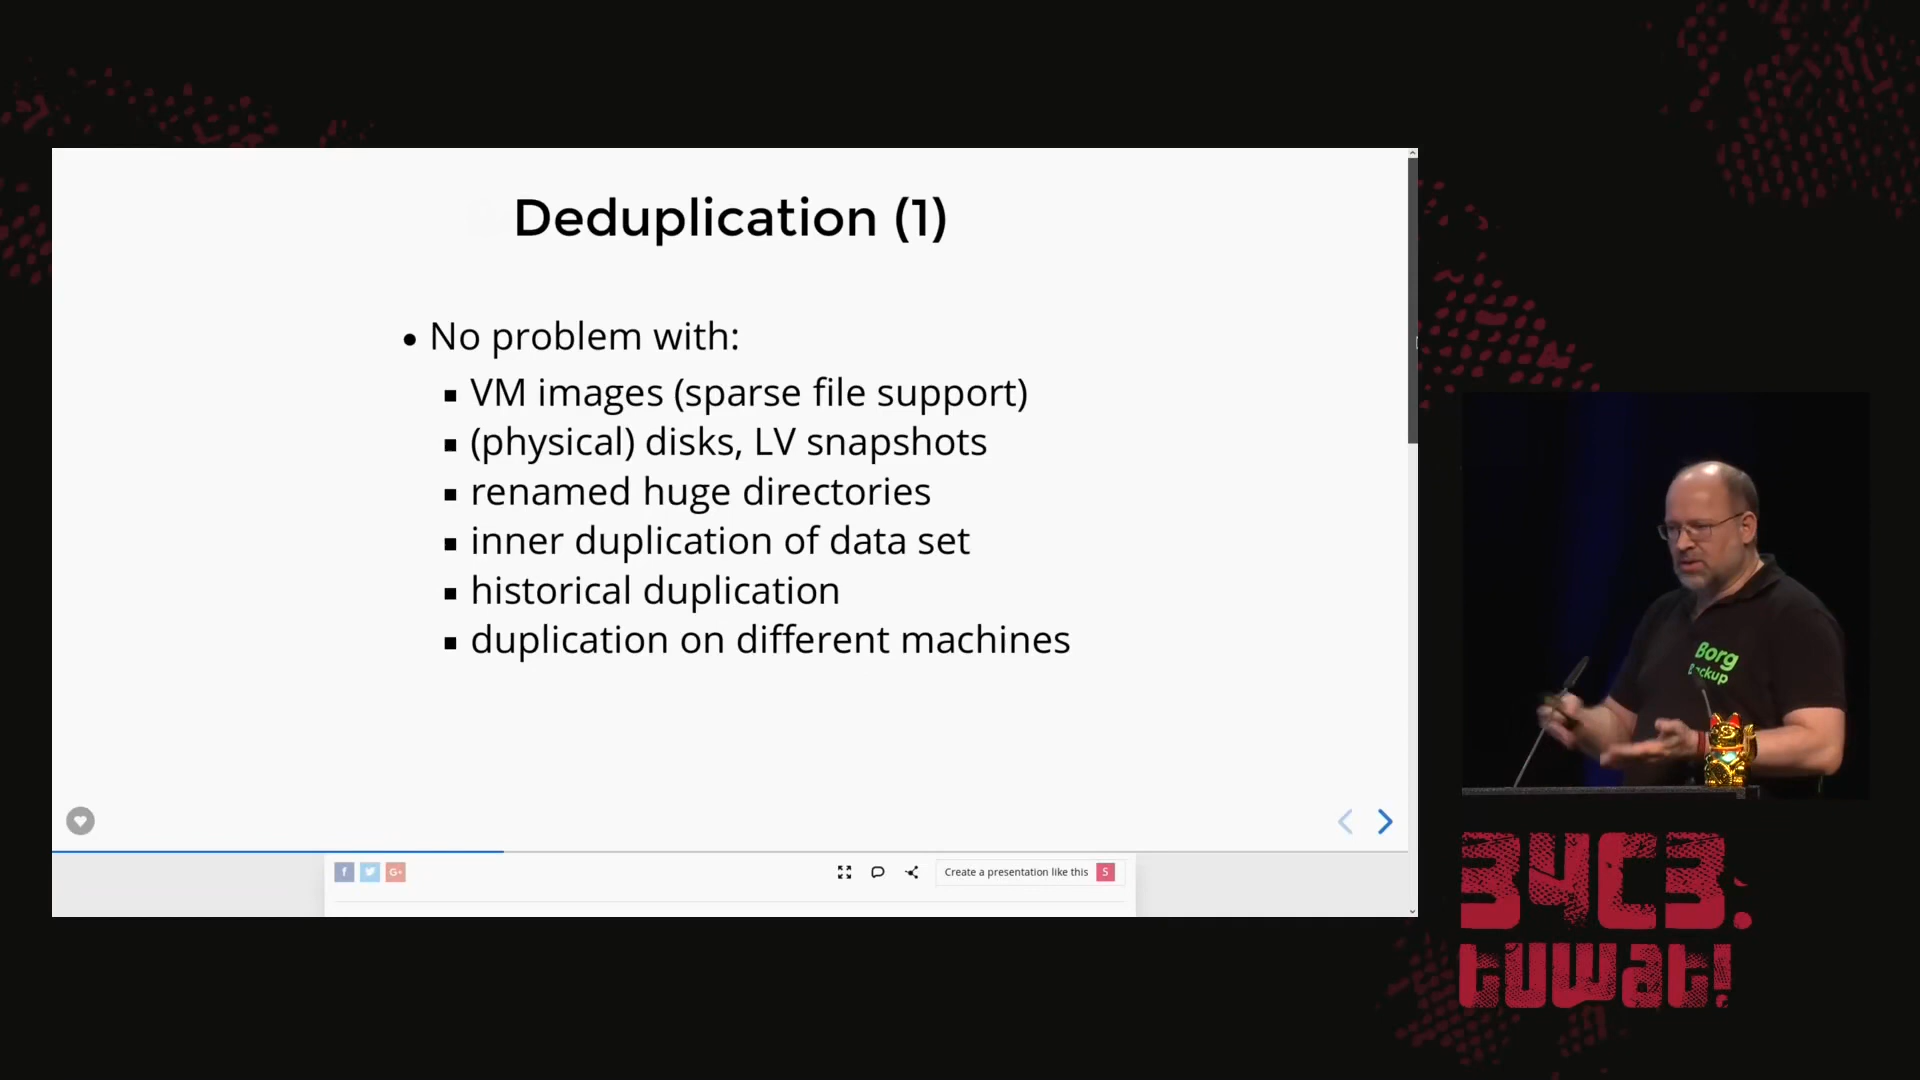 Deduplication (1)
No problem with:
VM images (sparse file support)
(physical) disks, LV snapshots
renamed huge directories
inner duplication of data set
historical duplication
duplication on different machines
f
G+
Create a presentation like this S
Borg
Backup
34C3.
tuwat!